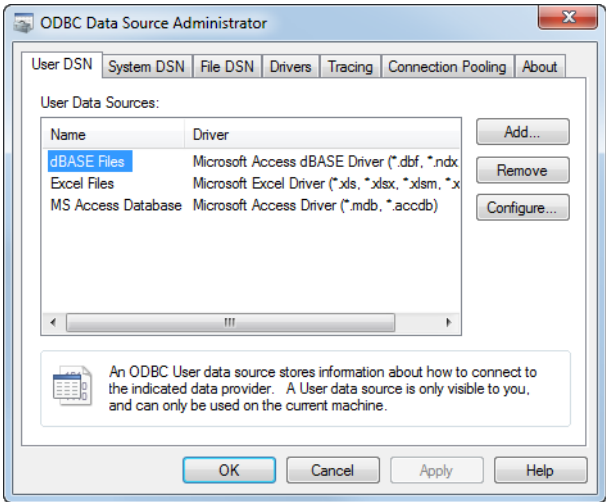 ODBC Data Source Administrator
User DSN System DSN File DSN Drivers Tracing Connection Pooling About
User Data Sources:
Name Driver Add...
dBASE Files Microsoft Access dBASE Driver (*.dbf, *.ndx
Excel Files Microsoft Excel Driver (*.xls, *.xlsx, *.xlsm, *.x Remove
MS Access Database Microsoft Access Driver (*.mdb, *.accdb) Configure...
An ODBC User data source stores information about how to connect to
the indicated data provider. A User data source is only visible to you,
and can only be used on the current machine.
OK Cancel Apply Help